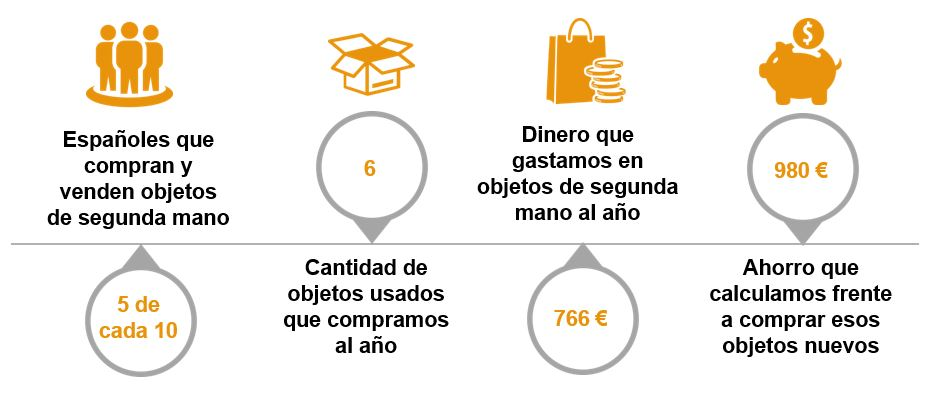 Españoles que
compran y
venden objetos
de segunda mano
5 de
cada 10
6
Cantidad de
objetos usados
que compramos
al año
Dinero que
gastamos en
objetos de segunda
mano al año
766 €
$
980 €
Ahorro que
calculamos frente
a comprar esos
objetos nuevos